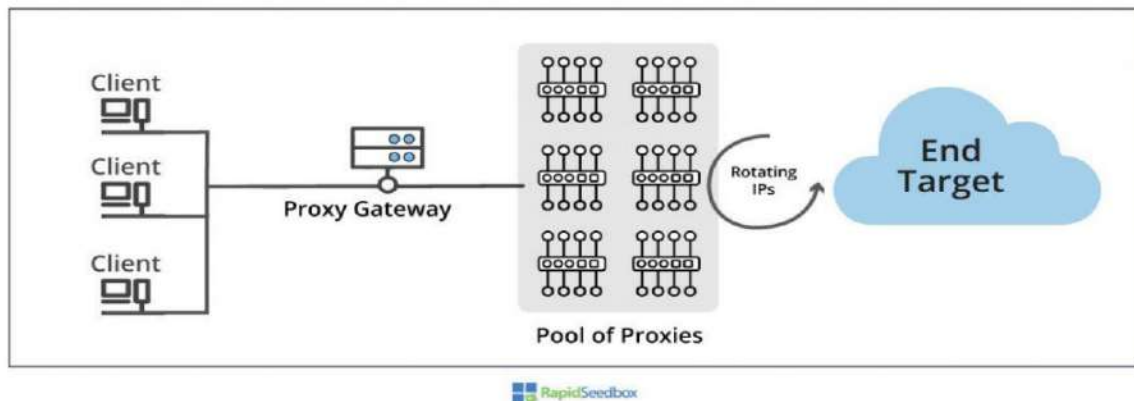 Client
Client
Client
Proxy Gateway
Pool of Proxies
Rotating
IPs
End
Target
RapidSeedbox